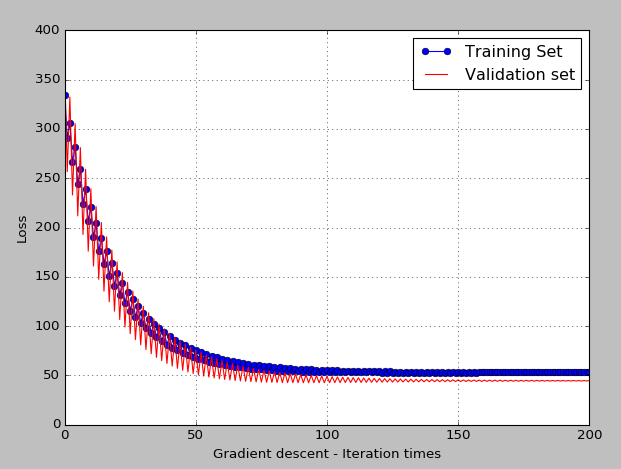 400
350
300
250
200
150
100
50
0
Loss
Training Set
Validation set
0 50 100 150 200
Gradient descent - Iteration times